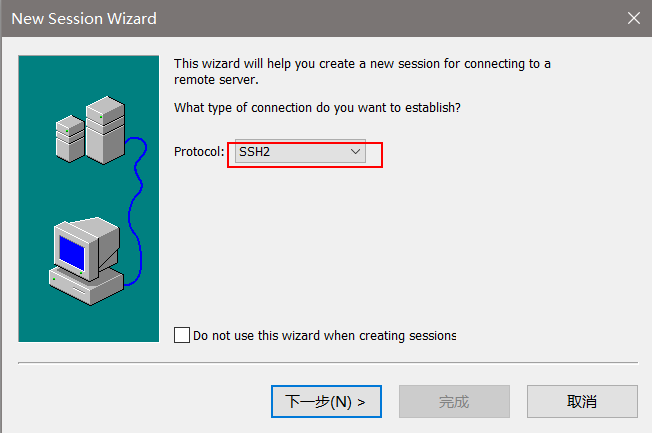 New Session Wizard
This wizard will help you create a new session for connecting to a
remote server.
What type of connection do you want to establish?
Protocol: SSH2
Do not use this wizard when creating sessions
下一步(N) > 完成 取消